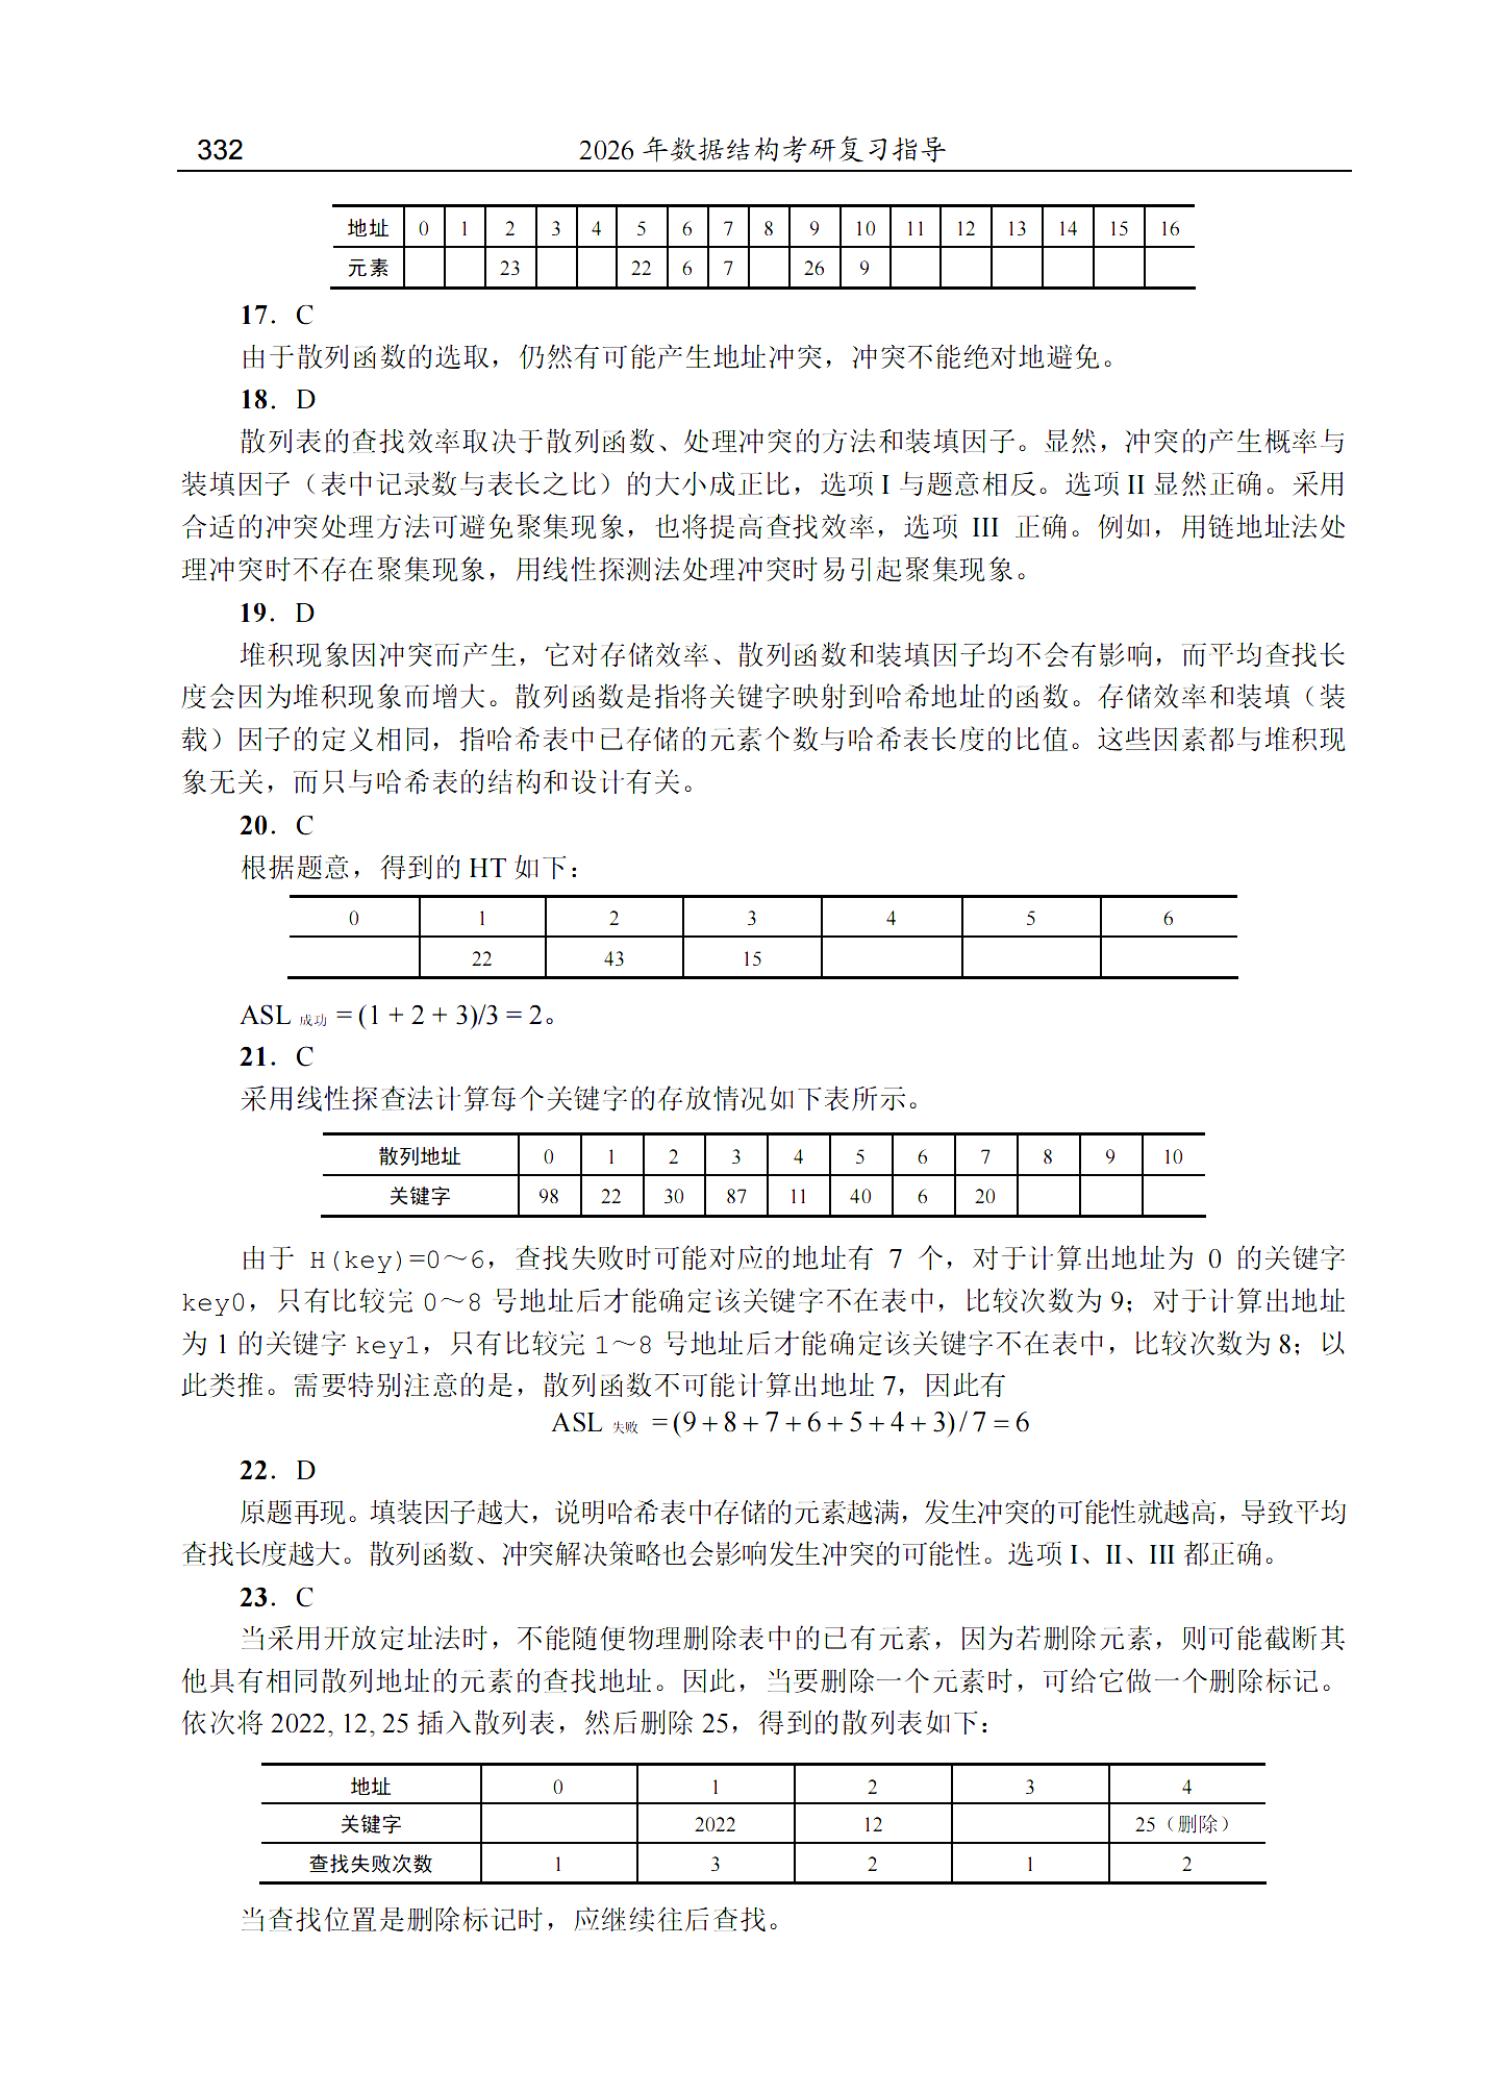 332 2026 年数据结构考研复习指导
地址 0 1 2 3 4 5 6 7 8 9 10 11 12 13 14 15 16
元素 23 22 6 7 26 9
17. C
由于散列函数的选取，仍然有可能产生地址冲突，冲突不能绝对地避免。
18. D
散列表的查找效率取决于散列函数、处理冲突的方法和装填因子。显然，冲突的产生概率与
装填因子（表中记录数与表长之比）的大小成正比，选项 I 与题意相反。选项 II 显然正确。采用
合适的冲突处理方法可避免聚集现象，也将提高查找效率，选项 III 正确。例如，用链地址法处
理冲突时不存在聚集现象，用线性探测法处理冲突时易引起聚集现象。
19. D
堆积现象因冲突而产生，它对存储效率、散列函数和装填因子均不会有影响，而平均查找长
度会因为堆积现象而增大。散列函数是指将关键字映射到哈希地址的函数。存储效率和装填（装
载）因子的定义相同，指哈希表中已存储的元素个数与哈希表长度的比值。这些因素都与堆积现
象无关，而只与哈希表的结构和设计有关。
20. C
根据题意，得到的 HT 如下：
0 1 2 3 4 5 6
22 43 15
ASL 成功 = (1 + 2 + 3)/3 = 2。
21. C
采用线性探查法计算每个关键字的存放情况如下表所示。
散列地址 0 1 2 3 4 5 6 7 8 9 10
关键字 98 22 30 87 11 40 6 20
由于 H(key)=0～6，查找失败时可能对应的地址有 7 个，对于计算出地址为 0 的关键字
key0，只有比较完 0～8 号地址后才能确定该关键字不在表中，比较次数为 9；对于计算出地址
为 1 的关键字 key1，只有比较完 1～8 号地址后才能确定该关键字不在表中，比较次数为 8；以
此类推。需要特别注意的是，散列函数不可能计算出地址 7，因此有
ASL 失败 = (9+8+7+6+5+4+3)/7 = 6
22. D
原题再现。填装因子越大，说明哈希表中存储的元素越满，发生冲突的可能性就越高，导致平均
查找长度越大。散列函数、冲突解决策略也会影响发生冲突的可能性。选项 I、II、III 都正确。
23. C
当采用开放定址法时，不能随便物理删除表中的已有元素，因为若删除元素，则可能截断其
他具有相同散列地址的元素的查找地址。因此，当要删除一个元素时，可给它做一个删除标记。
依次将 2022, 12, 25 插入散列表，然后删除 25，得到的散列表如下：
地址 0 1 2 3 4
关键字 2022 12 25（删除）
查找失败次数 1 3 2 1 2
当查找位置是删除标记时，应继续往后查找。